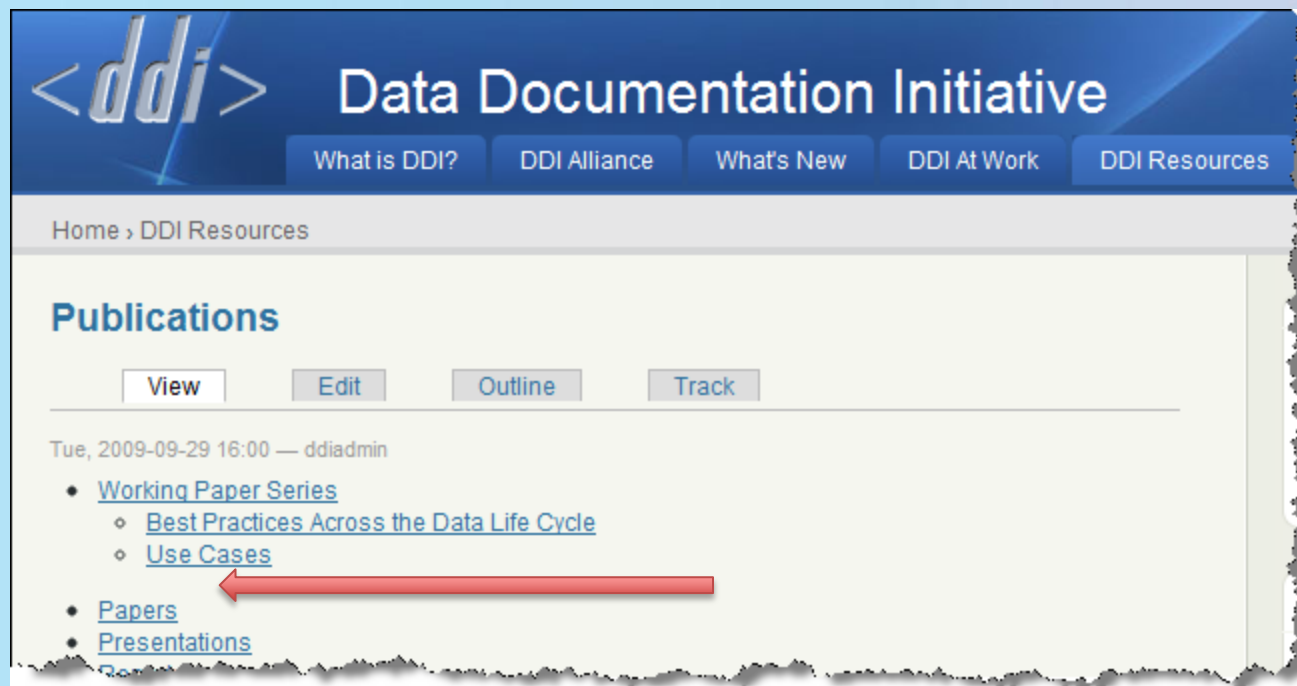 <ddi> Data Documentation Initiative
What is DDI? DDI Alliance What's New DDI At Work DDI Resources
Home › DDI Resources
Publications
View Edit Outline Track
Tue, 2009-09-29 16:00 — ddiadmin
Working Paper Series
Best Practices Across the Data Life Cycle
Use Cases
Papers
Presentations